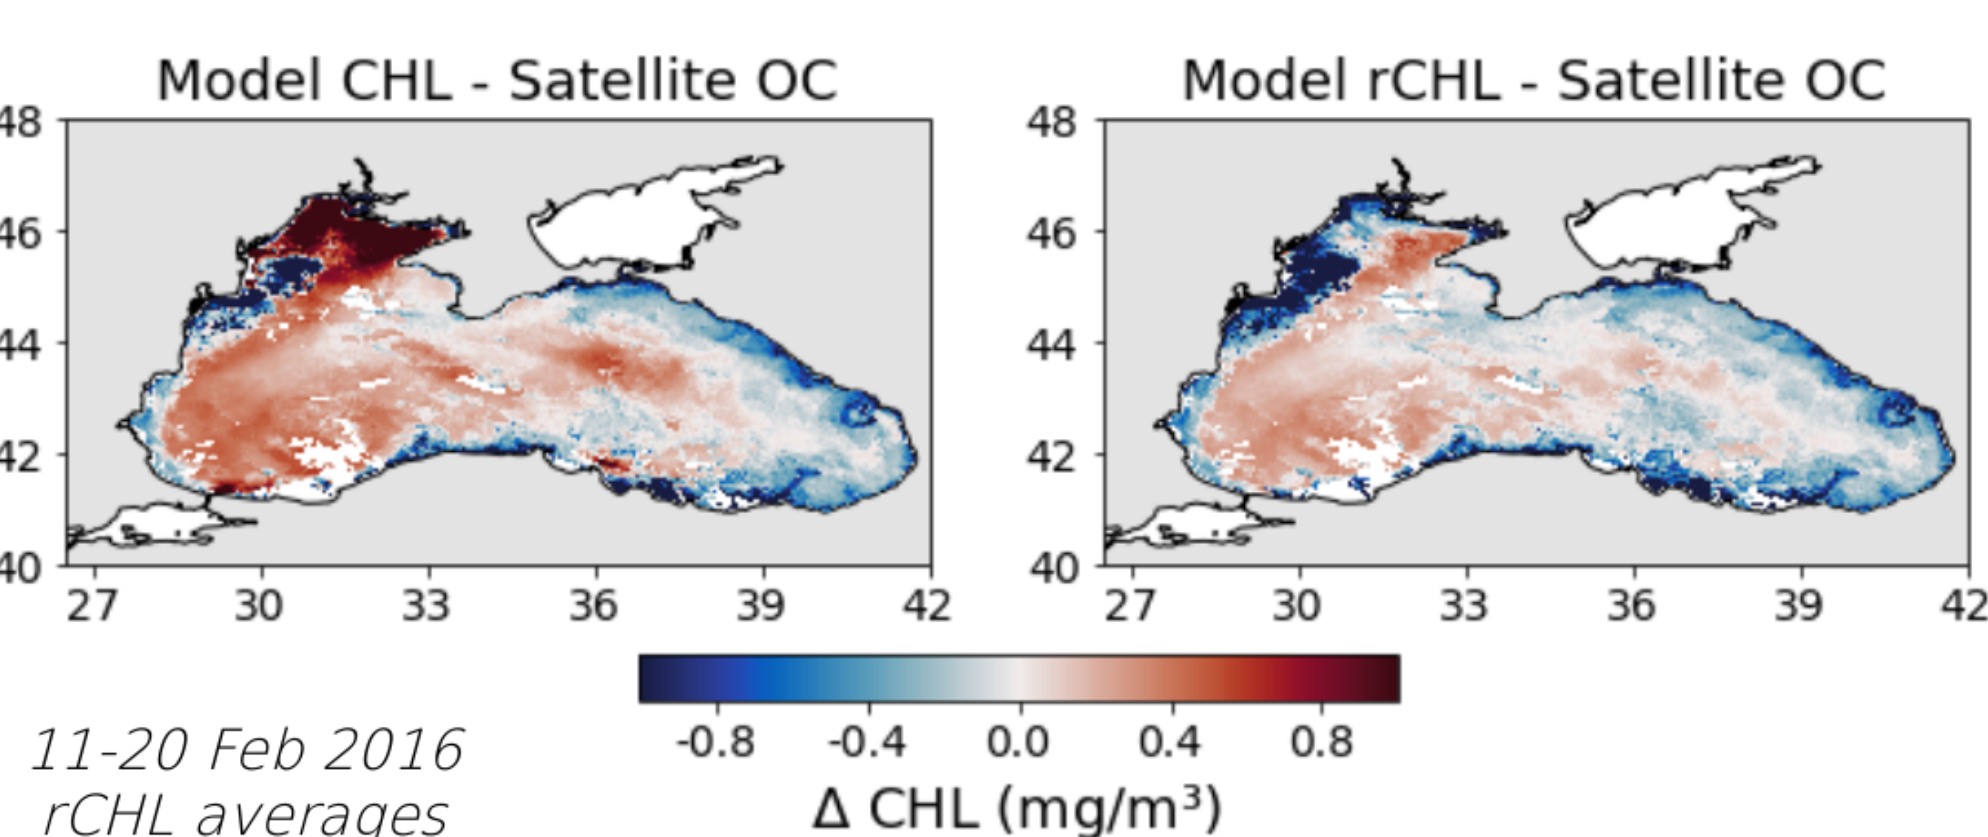 Model CHL - Satellite OC
Model rCHL - Satellite OC
48
46
44
42
40
27 30 33 36 39 42
48
46
44
42
40
27 30 33 36 39 42
-0.8 -0.4 0.0 0.4 0.8
Δ CHL (mg/m³)
11-20 Feb 2016
rCHL averages